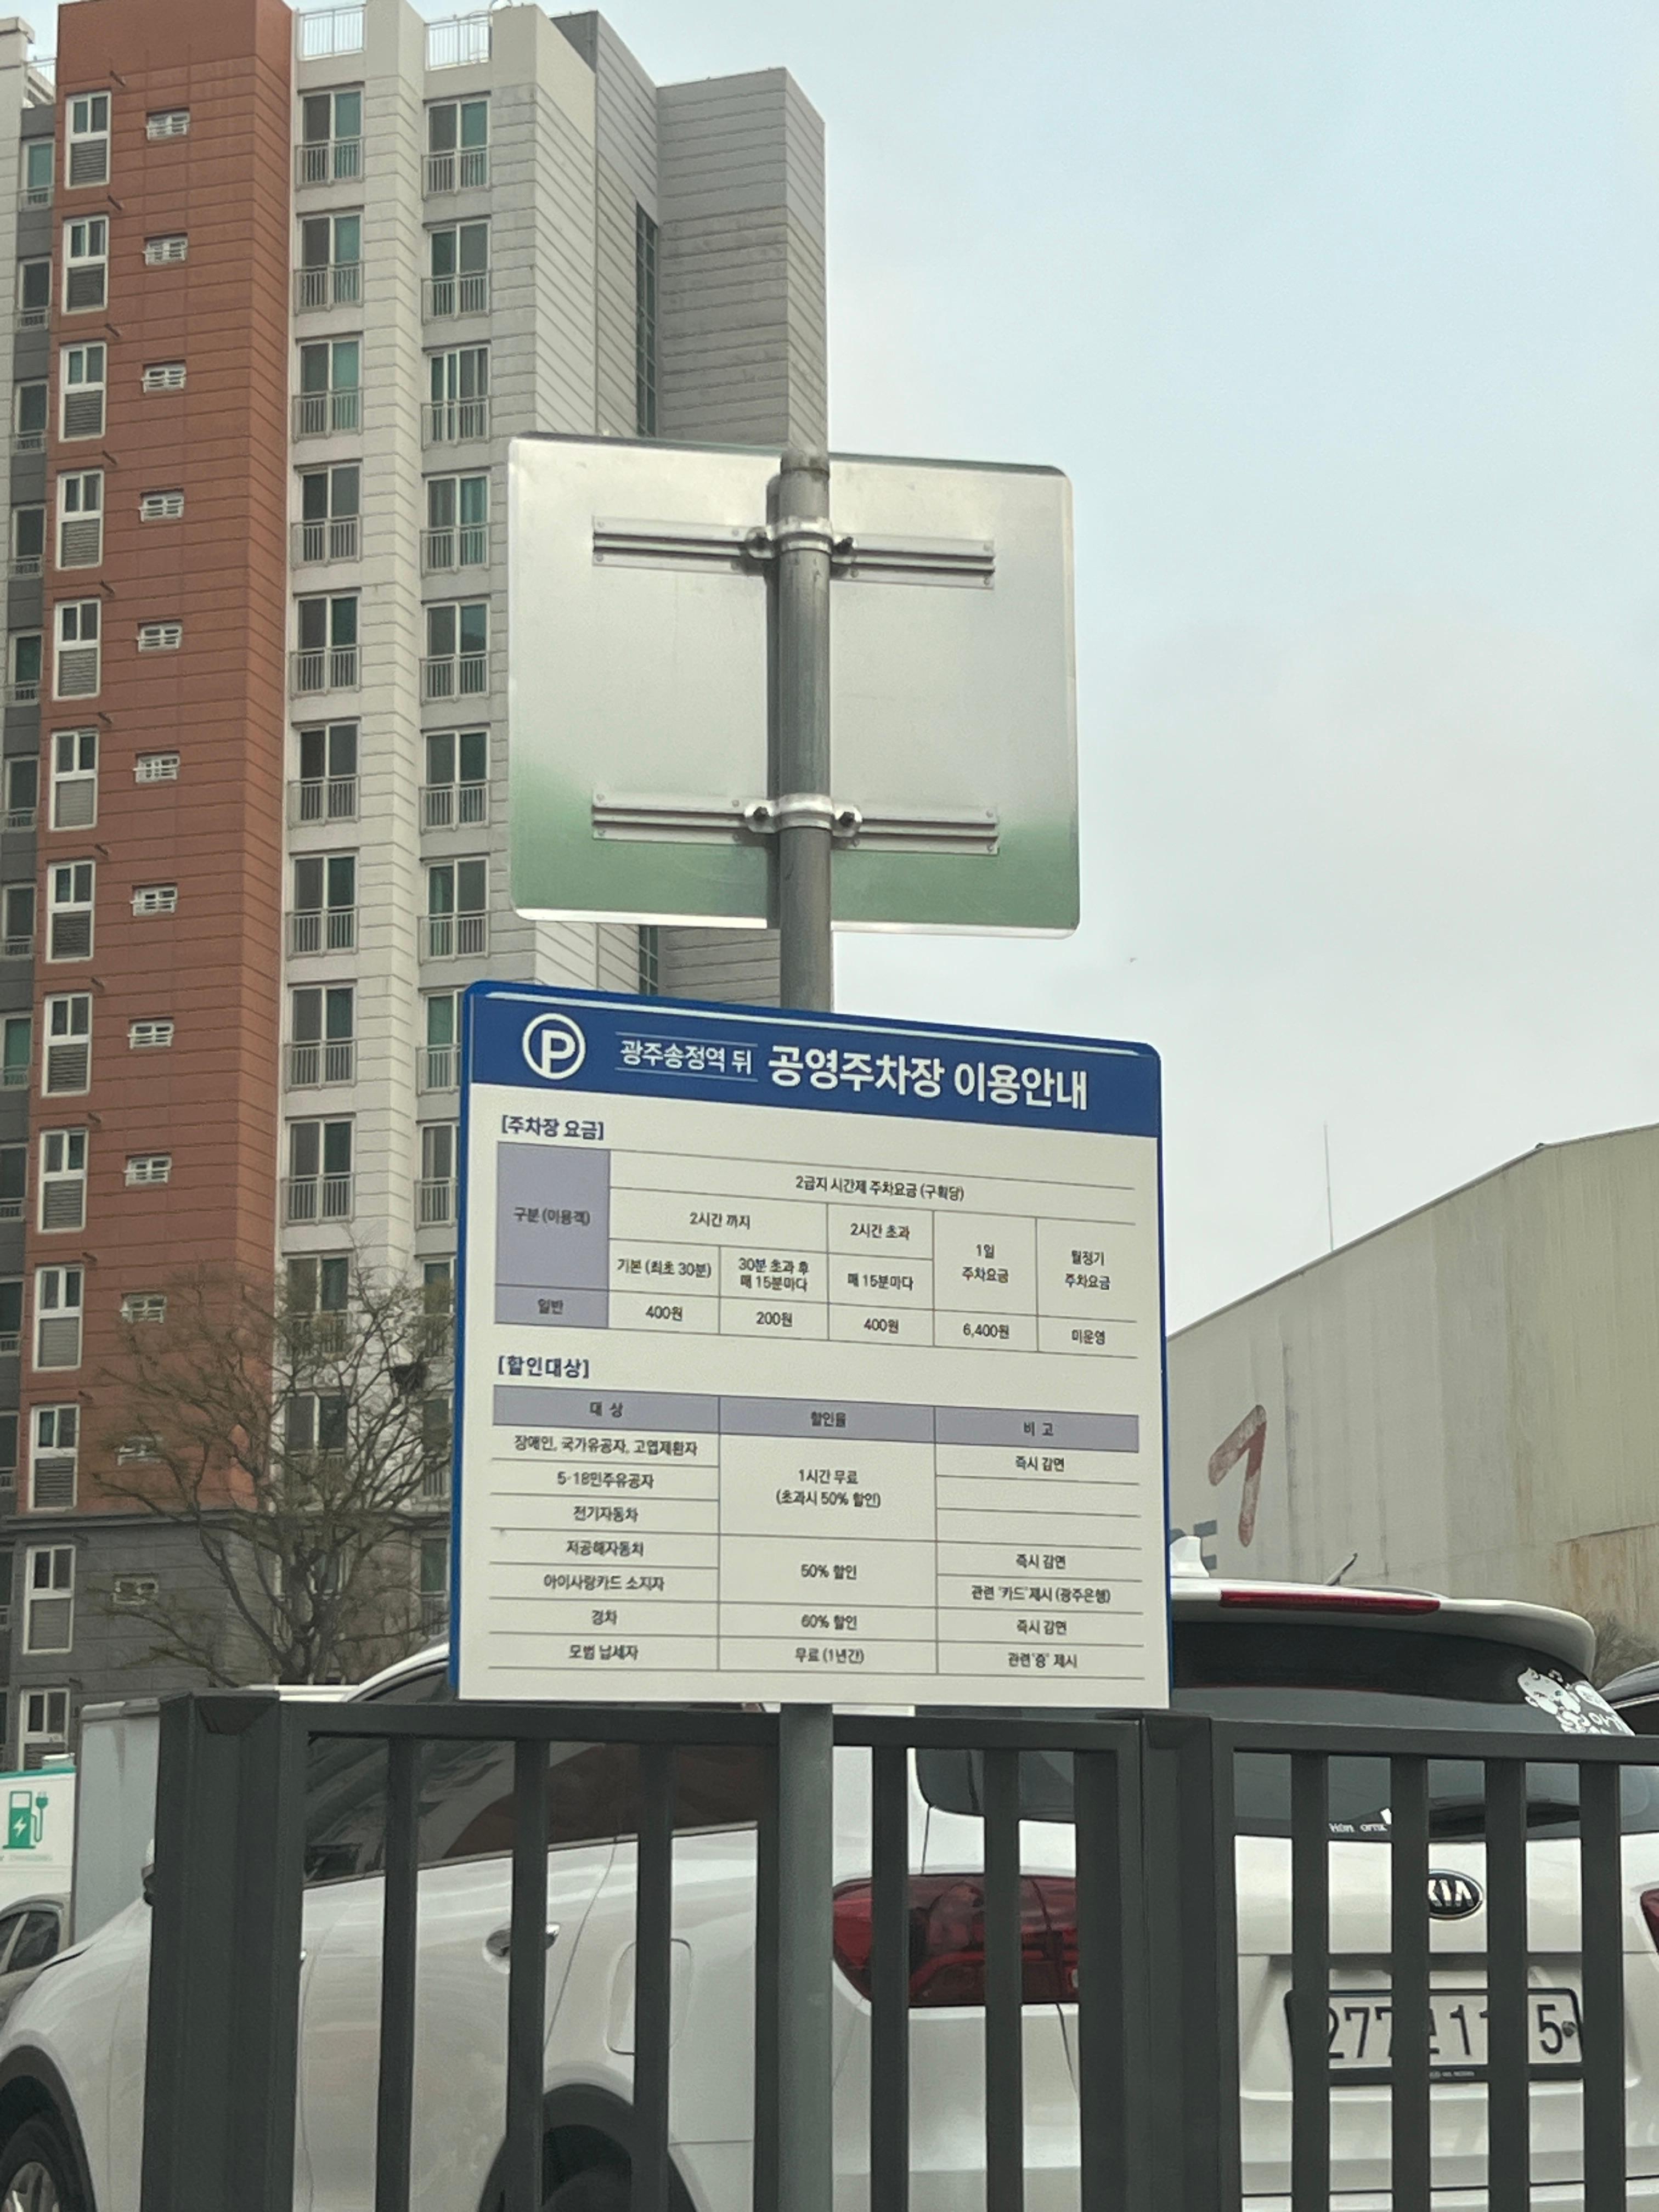 P 광주송정역 뒤 공영주차장 이용안내
[주차장 요금]
구분 (이용객)
2급지 시간제 주차요금 (구획당)
2시간 까지
2시간 초과
1일
주차요금
월정기
주차요금
기본 (최초 30분)
30분 초과 후
매 15분마다
매 15분마다
일반 400원 200원 400원 6,400원 미운영
[할인대상]
대 상 할인율 비 고
장애인, 국가유공자, 고엽제환자 즉시 감면
5·18민주유공자
1시간 무료
(초과시 50% 할인)
전기자동차
저공해자동차 즉시 감면
50% 할인
아이사랑카드 소지자 관련 "카드" 제시 (광주은행)
경차 60% 할인 즉시 감면
모범 납세자 무료 (1년간) 관련 "증" 제시
7
KIA
277 11 5